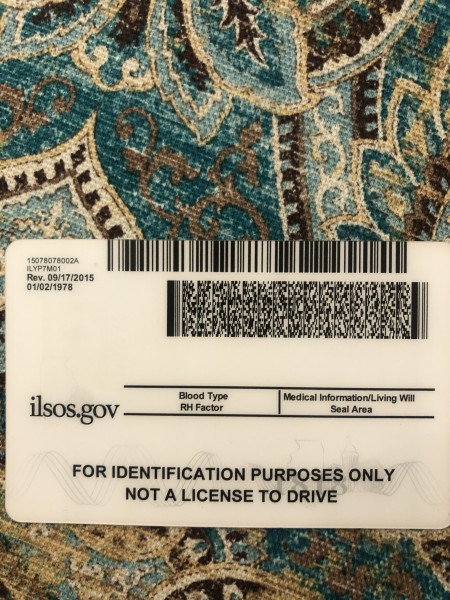 15078078002A
ILYP7M01
Rev. 09/17/2015
01/02/1978
ilsos.gov
Blood Type
RH Factor
Medical Information/Living Will
Seal Area
FOR IDENTIFICATION PURPOSES ONLY
NOT A LICENSE TO DRIVE